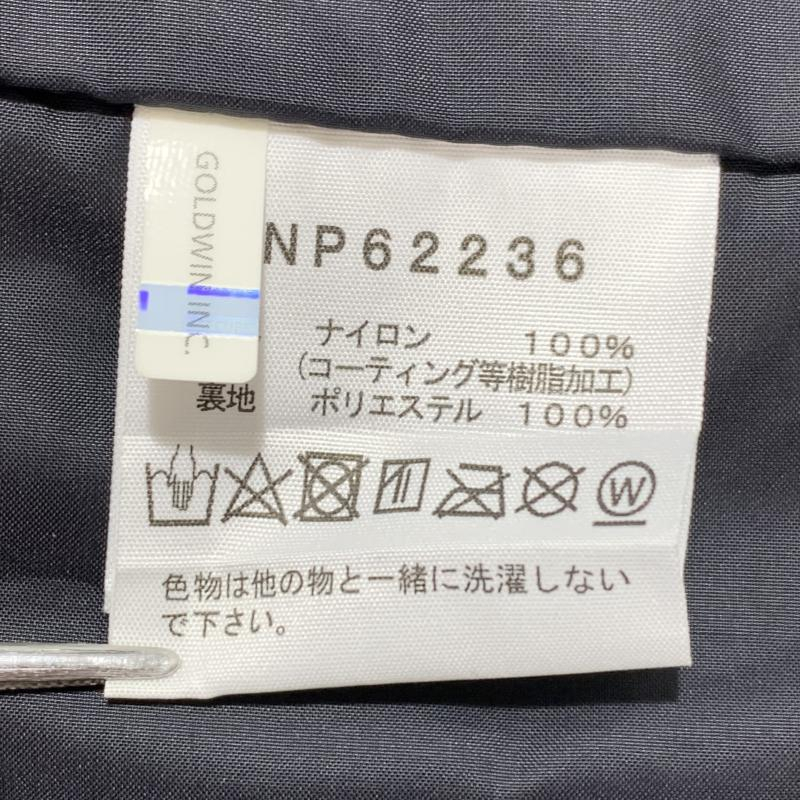 GOLDWIN INC.
NP62236
ナイロン 100%
(コーティング等樹脂加工)
裏地 ポリエステル 100%
W
色物は他の物と一緒に洗濯しない
で下さい。